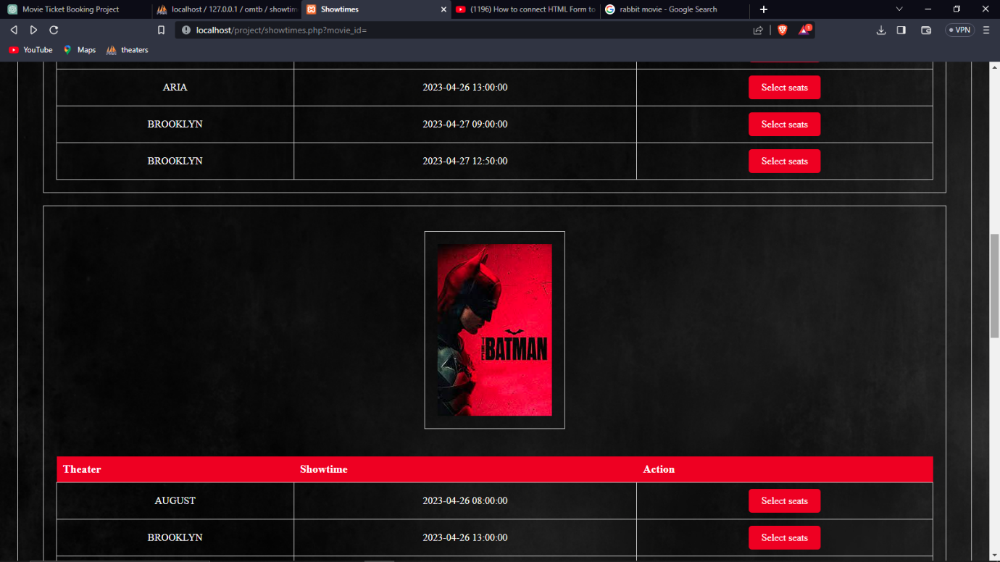 Movie Ticket Booking Project
localhost / 127.0.0.1 / omtb / showtim
Showtimes
(1196) How to connect HTML Form to
rabbit movie - Google Search
localhost/project/showtimes.php?movie_id=
1
VPN
YouTube
Maps
theaters
ARIA 2023-04-26 13:00:00 Select seats
BROOKLYN 2023-04-27 09:00:00 Select seats
BROOKLYN 2023-04-27 12:50:00 Select seats
THE BATMAN
Theater Showtime Action
AUGUST 2023-04-26 08:00:00 Select seats
BROOKLYN 2023-04-26 13:00:00 Select seats